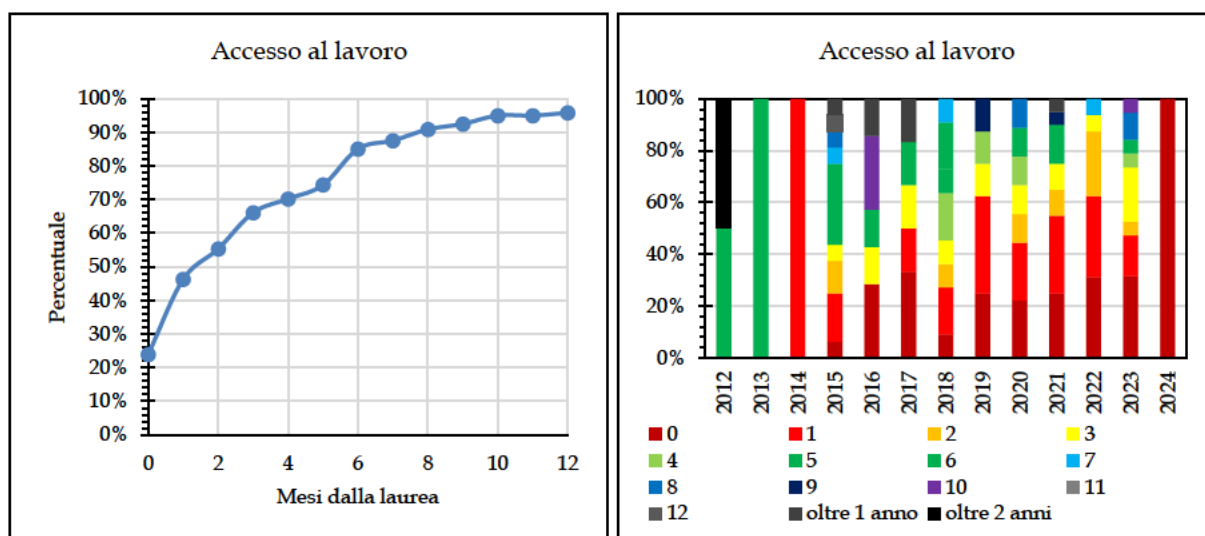 Accesso al lavoro
100%
90%
80%
70%
60%
50%
40%
30%
20%
10%
0%
Percentuale
0 2 4 6 8 10 12
Mesi dalla laurea
Accesso al lavoro
100%
80%
60%
40%
20%
0%
2012 2013 2014 2015 2016 2017 2018 2019 2020 2021 2022 2023 2024
0 1 2 3
4 5 6 7
8 9 10 11
12 oltre 1 anno oltre 2 anni